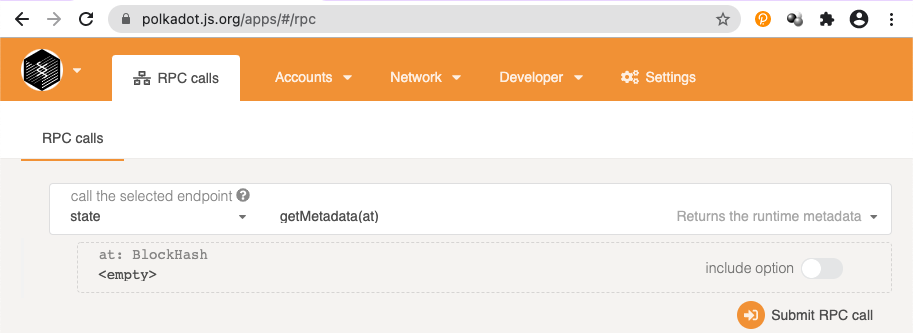 polkadot.js.org/apps/#/rpc
RPC calls Accounts Network Developer Settings
RPC calls
call the selected endpoint
state getMetadata(at) Returns the runtime metadata
at: BlockHash
<empty> include option
Submit RPC call